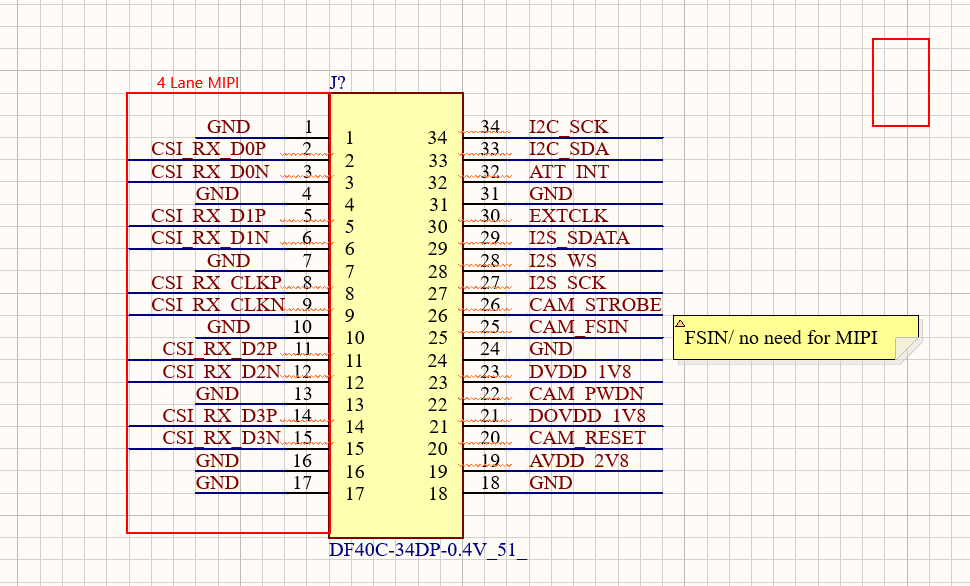 4 Lane MIPI
J?
GND 1 1 34 34 I2C_SCK
CSI_RX_D0P 2 2 33 33 I2C_SDA
CSI_RX_D0N 3 3 32 32 ATT_INT
GND 4 4 31 31 GND
CSI_RX_D1P 5 5 30 30 EXTCLK
CSI_RX_D1N 6 6 29 29 I2S_SDATA
GND 7 7 28 28 I2S_WS
CSI_RX_CLKP 8 8 27 27 I2S_SCK
CSI_RX_CLKN 9 9 26 26 CAM_STROBE
GND 10 10 25 25 CAM_FSIN
FSIN/ no need for MIPI
CSI_RX_D2P 11 11 24 24 GND
CSI_RX_D2N 12 12 23 23 DVDD_1V8
GND 13 13 22 22 CAM_PWDN
CSI_RX_D3P 14 14 21 21 DOVDD_1V8
CSI_RX_D3N 15 15 20 20 CAM_RESET
GND 16 16 19 19 AVDD_2V8
GND 17 17 18 18 GND
DF40C-34DP-0.4V_51_